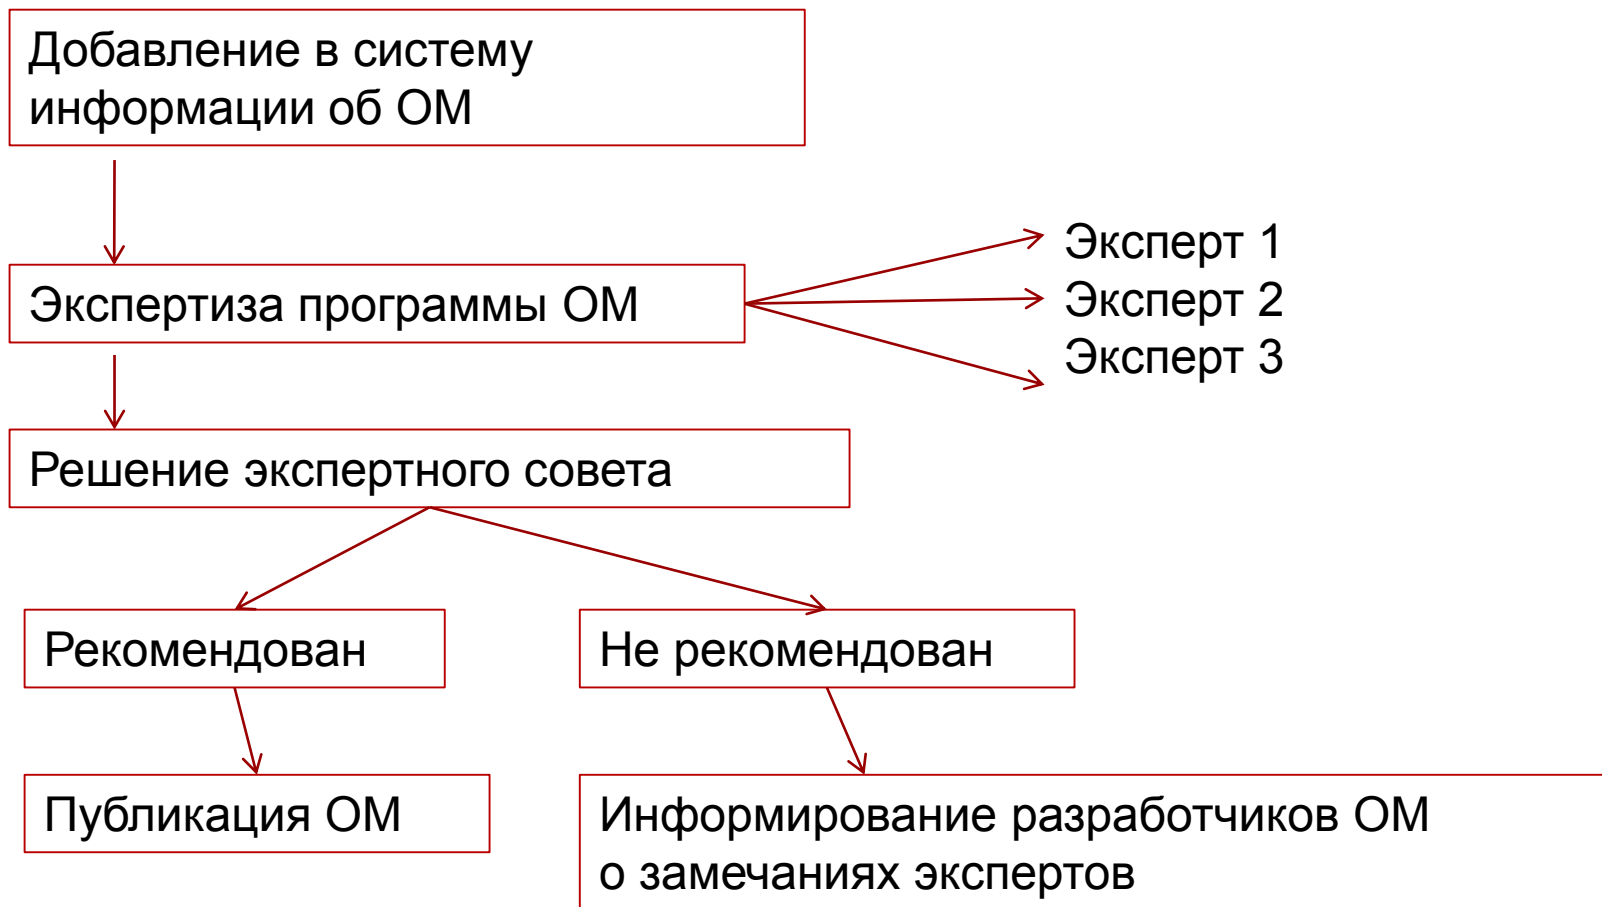 Добавление в систему
информации об ОМ
Эксперт 1
Экспертиза программы ОМ
Эксперт 2
Эксперт 3
Решение экспертного совета
Рекомендован
Не рекомендован
Публикация ОМ
Информирование разработчиков ОМ
о замечаниях экспертов